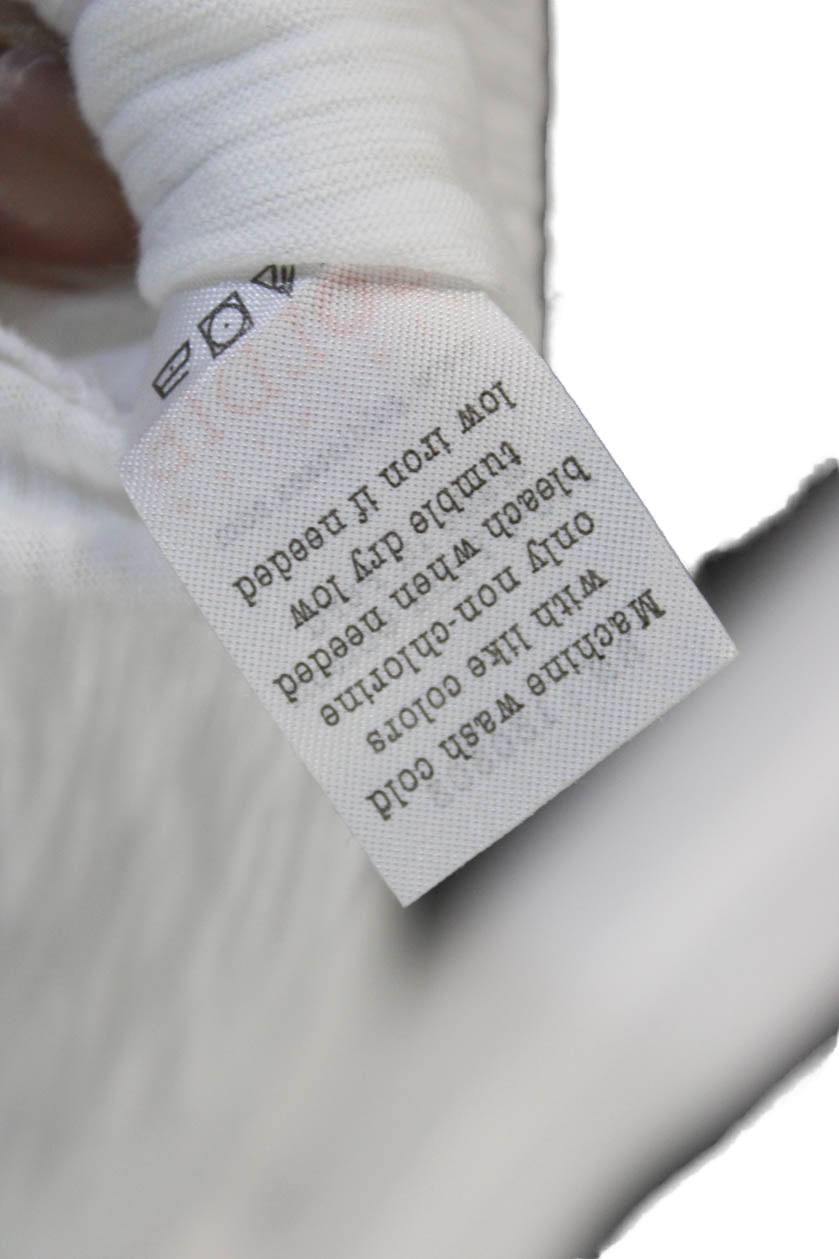 Machine wash cold
with like colors
only non-chlorine
bleach when needed
tumble dry low
low iron if needed